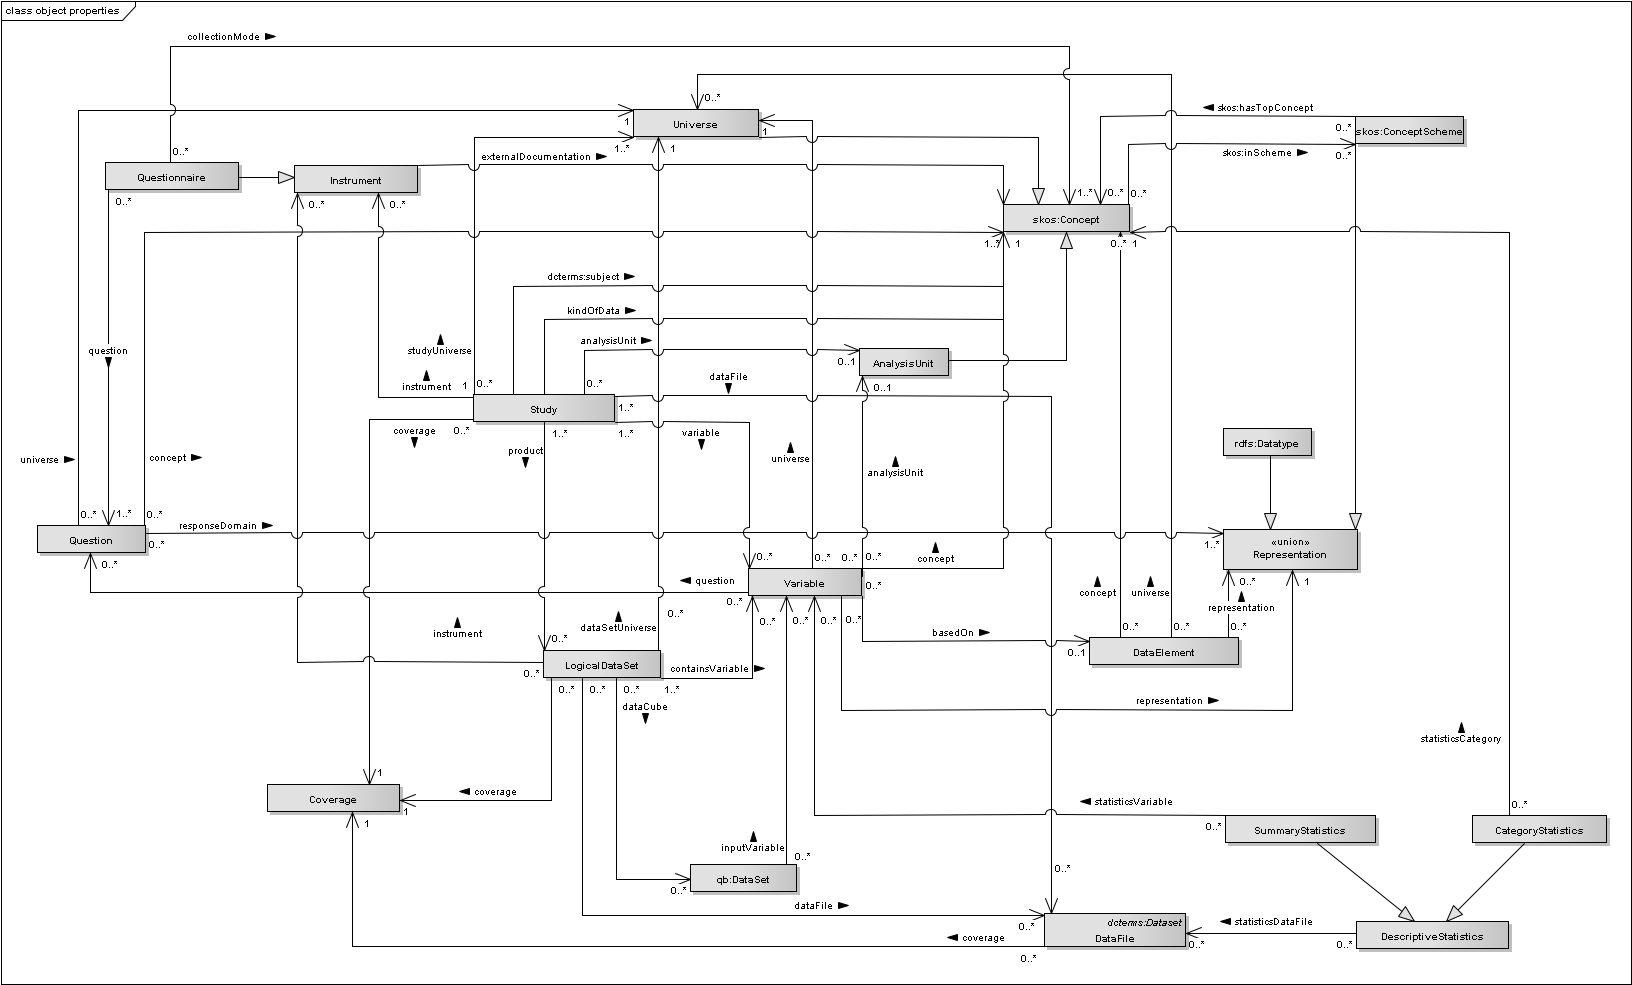 class object properties
collectionMode
0..*
skos:hasTopConcept
Universe
1
1
0..*
skos:ConceptScheme
1..*
1
0..*
externalDocumentation
skos:inScheme
0..*
Questionnaire
Instrument
0..*
0..*
0..*
1..*
0..*
0..*
skos:Concept
1..*
1
0..*
1
dcterms:subject
kindOfData
question
studyUniverse
analysisUnit
0..1
AnalysisUnit
instrument
1
0..*
0..*
dataFile
0..1
Study
1..*
coverage
0..*
1..*
1..*
variable
rdfs:Datatype
universe
concept
product
universe
analysisUnit
0..*
1..*
0..*
responseDomain
Question
0..*
1..*
«union»
Representation
0..*
0..*
0..*
0..*
0..*
concept
question
Variable
0..*
0..*
1
concept
universe
representation
0..*
0..*
0..*
0..*
0..*
0..*
instrument
dataSetUniverse
basedOn
0..*
0..*
0..*
0..*
0..1
DataElement
LogicalDataSet
containsVariable
0..*
0..*
0..*
0..*
1..*
dataCube
representation
statisticsCategory
1
Coverage
coverage
1
1
statisticsVariable
0..*
0..*
SummaryStatistics
CategoryStatistics
inputVariable
0..*
0..*
qb:DataSet
0..*
dataFile
0..*
dcterms:Dataset
DataFile
statisticsDataFile
0..*
0..*
DescriptiveStatistics
coverage
0..*